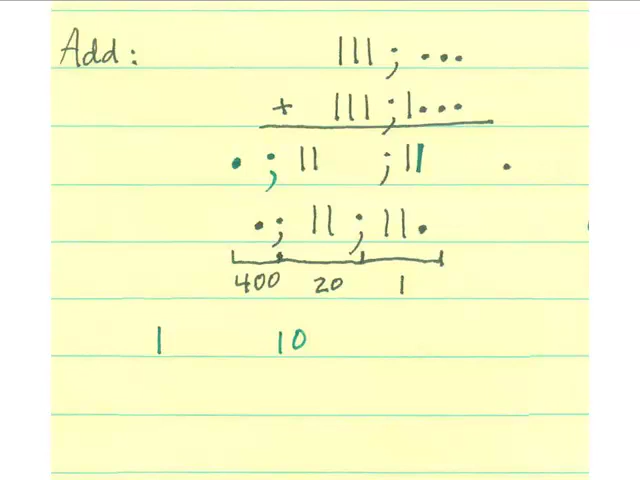 Add: ||| ; •••
+ ||| ; |•••
• ; || ; || •
• ; || ; ||•
400 20 1
1 10